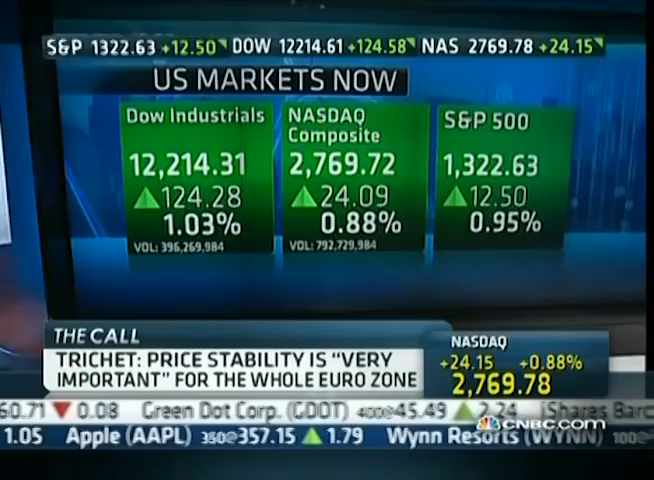 S&P 1322.63 +12.50 DOW 12214.61 +124.58 NAS 2769.78 +24.15
US MARKETS NOW
Dow Industrials
12,214.31
124.28
1.03%
VOL: 396,269,984
NASDAQ
Composite
2,769.72
24.09
0.88%
VOL: 792,729,984
S&P 500
1,322.63
12.50
0.95%
THE CALL
TRICHET: PRICE STABILITY IS "VERY
IMPORTANT" FOR THE WHOLE EURO ZONE
NASDAQ
+24.15 +0.88%
2,769.78
60.71 0.08 Green Dot Corp. (GDOT) 400@45.49 2.24 iShares Barc
1.05 Apple (AAPL) 350@357.15 1.79 Wynn Resorts (WYNN) 100@
CNBC.com